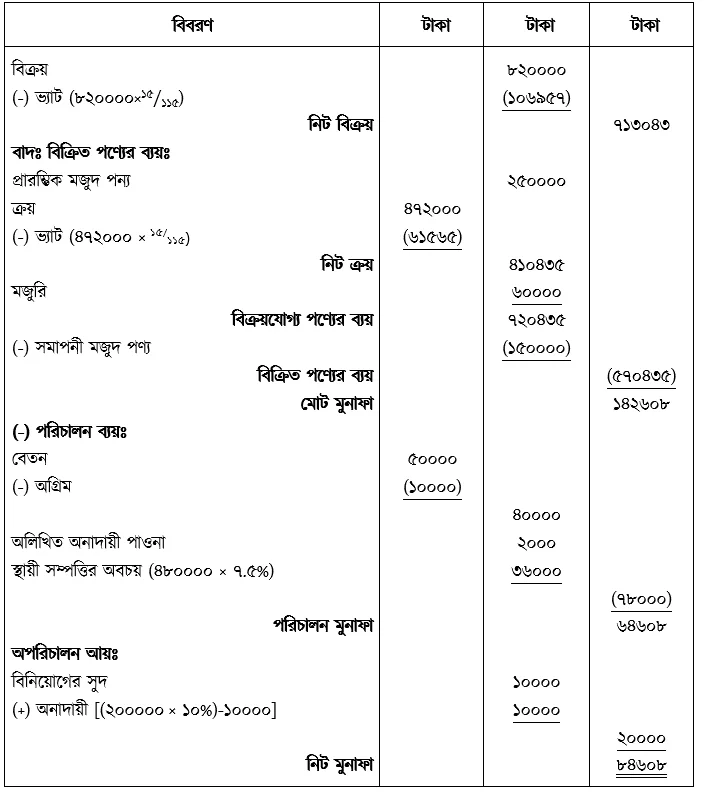 বিবরণ টাকা টাকা টাকা
বিক্রয় ৮২০০০০
(-) ভ্যাট (৮২০০০০×১৫/১১৫) (১০৬৯৫৭)
নিট বিক্রয় ৭১৩০৪৩
বাদঃ বিক্রিত পণ্যের ব্যয়ঃ
প্রারম্ভিক মজুদ পন্য ২৫০০০০
ক্রয় ৪৭২০০০
(-) ভ্যাট (৪৭২০০০ × ১৫/১১৫) (৬১৫৬৫)
নিট ক্রয় ৪১০৪৩৫
মজুরি ৬০০০০
বিক্রয়যোগ্য পণ্যের ব্যয় ৭২০৪৩৫
(-) সমাপনী মজুদ পণ্য (১৫০০০০)
বিক্রিত পণ্যের ব্যয় (৫৭০৪৩৫)
মোট মুনাফা ১৪২৬০৮
(-) পরিচালন ব্যয়ঃ
বেতন ৫০০০০
(-) অগ্রিম (১০০০০)
৪০০০০
অলিখিত অনাদায়ী পাওনা ২০০০
স্থায়ী সম্পত্তির অবচয় (৪৮০০০০ × ৭.৫%) ৩৬০০০
(৭৮০০০)
পরিচালন মুনাফা ৬৪৬০৮
অপরিচালন আয়ঃ
বিনিয়োগের সুদ ১০০০০
(+) অনাদায়ী [(২০০০০০ × ১০%)-১০০০০] ১০০০০
২০০০০
নিট মুনাফা ৮৪৬০৮